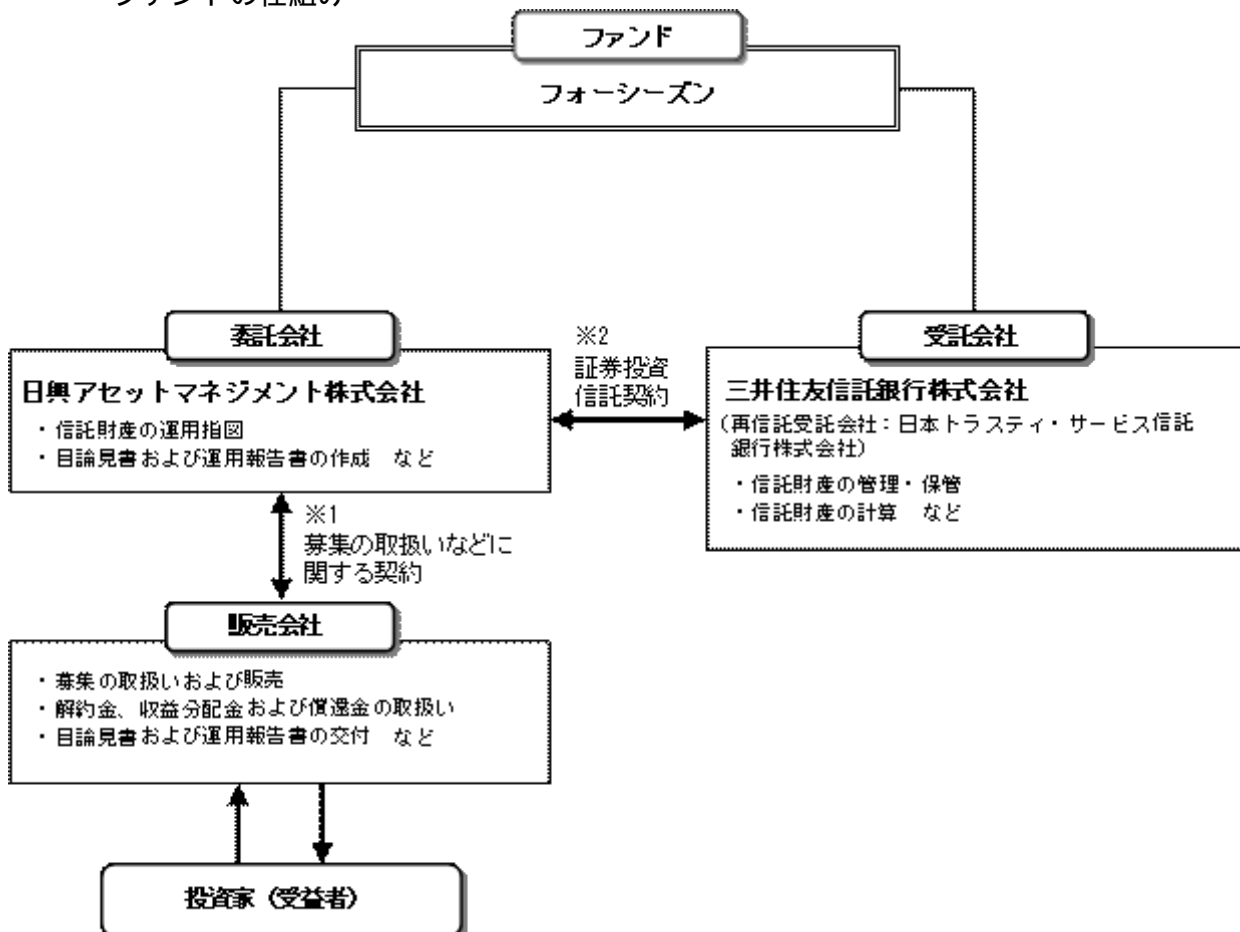 ファンドの仕組み
ファンド
フォーシーズン
委託会社
日興アセットマネジメント株式会社
・信託財産の運用指図
・目論見書および運用報告書の作成　など
※2
証券投資
信託契約
受託会社
三井住友信託銀行株式会社
（再信託受託会社：日本トラスティ・サービス信託
銀行株式会社）
・信託財産の管理・保管
・信託財産の計算　など
※1
募集の取扱いなどに
関する契約
販売会社
・募集の取扱いおよび販売
・解約金、収益分配金および償還金の取扱い
・目論見書および運用報告書の交付　など
投資家（受益者）